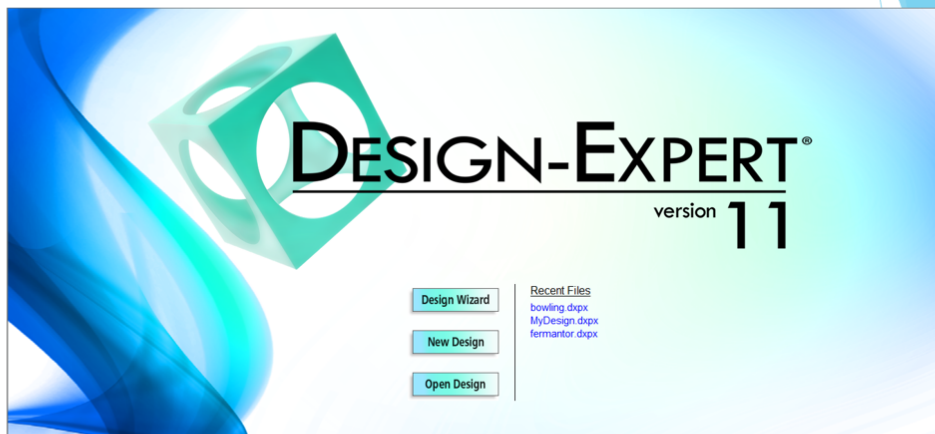 DESIGN-EXPERT®
version 11
Design Wizard
New Design
Open Design
Recent Files
bowling.dxpx
MyDesign.dxpx
fermantor.dxpx